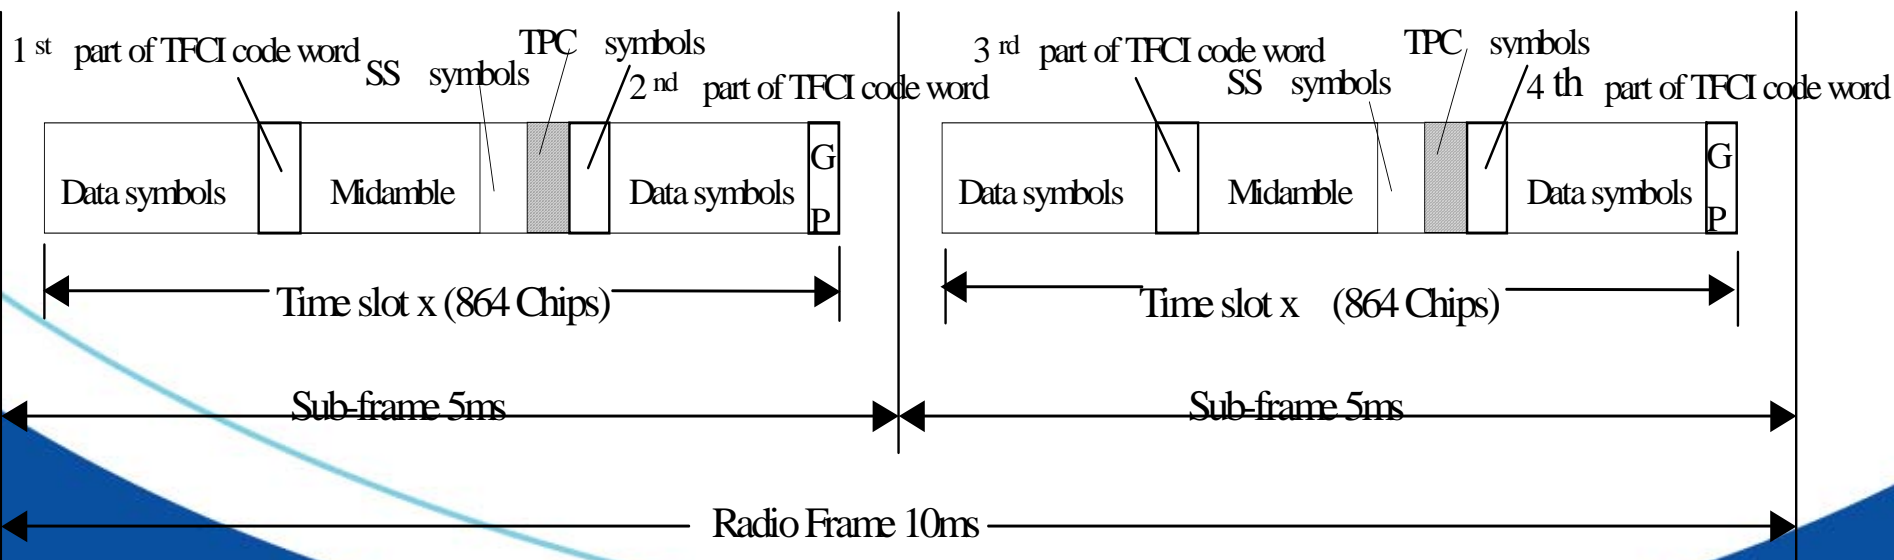 1 st part of TFCI code word
SS symbols
TPC symbols
2 nd part of TFCI code word
3 rd part of TFCI code word
SS symbols
TPC symbols
4 th part of TFCI code word
Data symbols
Midamble
Data symbols
G
P
Data symbols
Midamble
Data symbols
G
P
Time slot x (864 Chips)
Time slot x (864 Chips)
Sub-frame 5ms
Sub-frame 5ms
Radio Frame 10ms